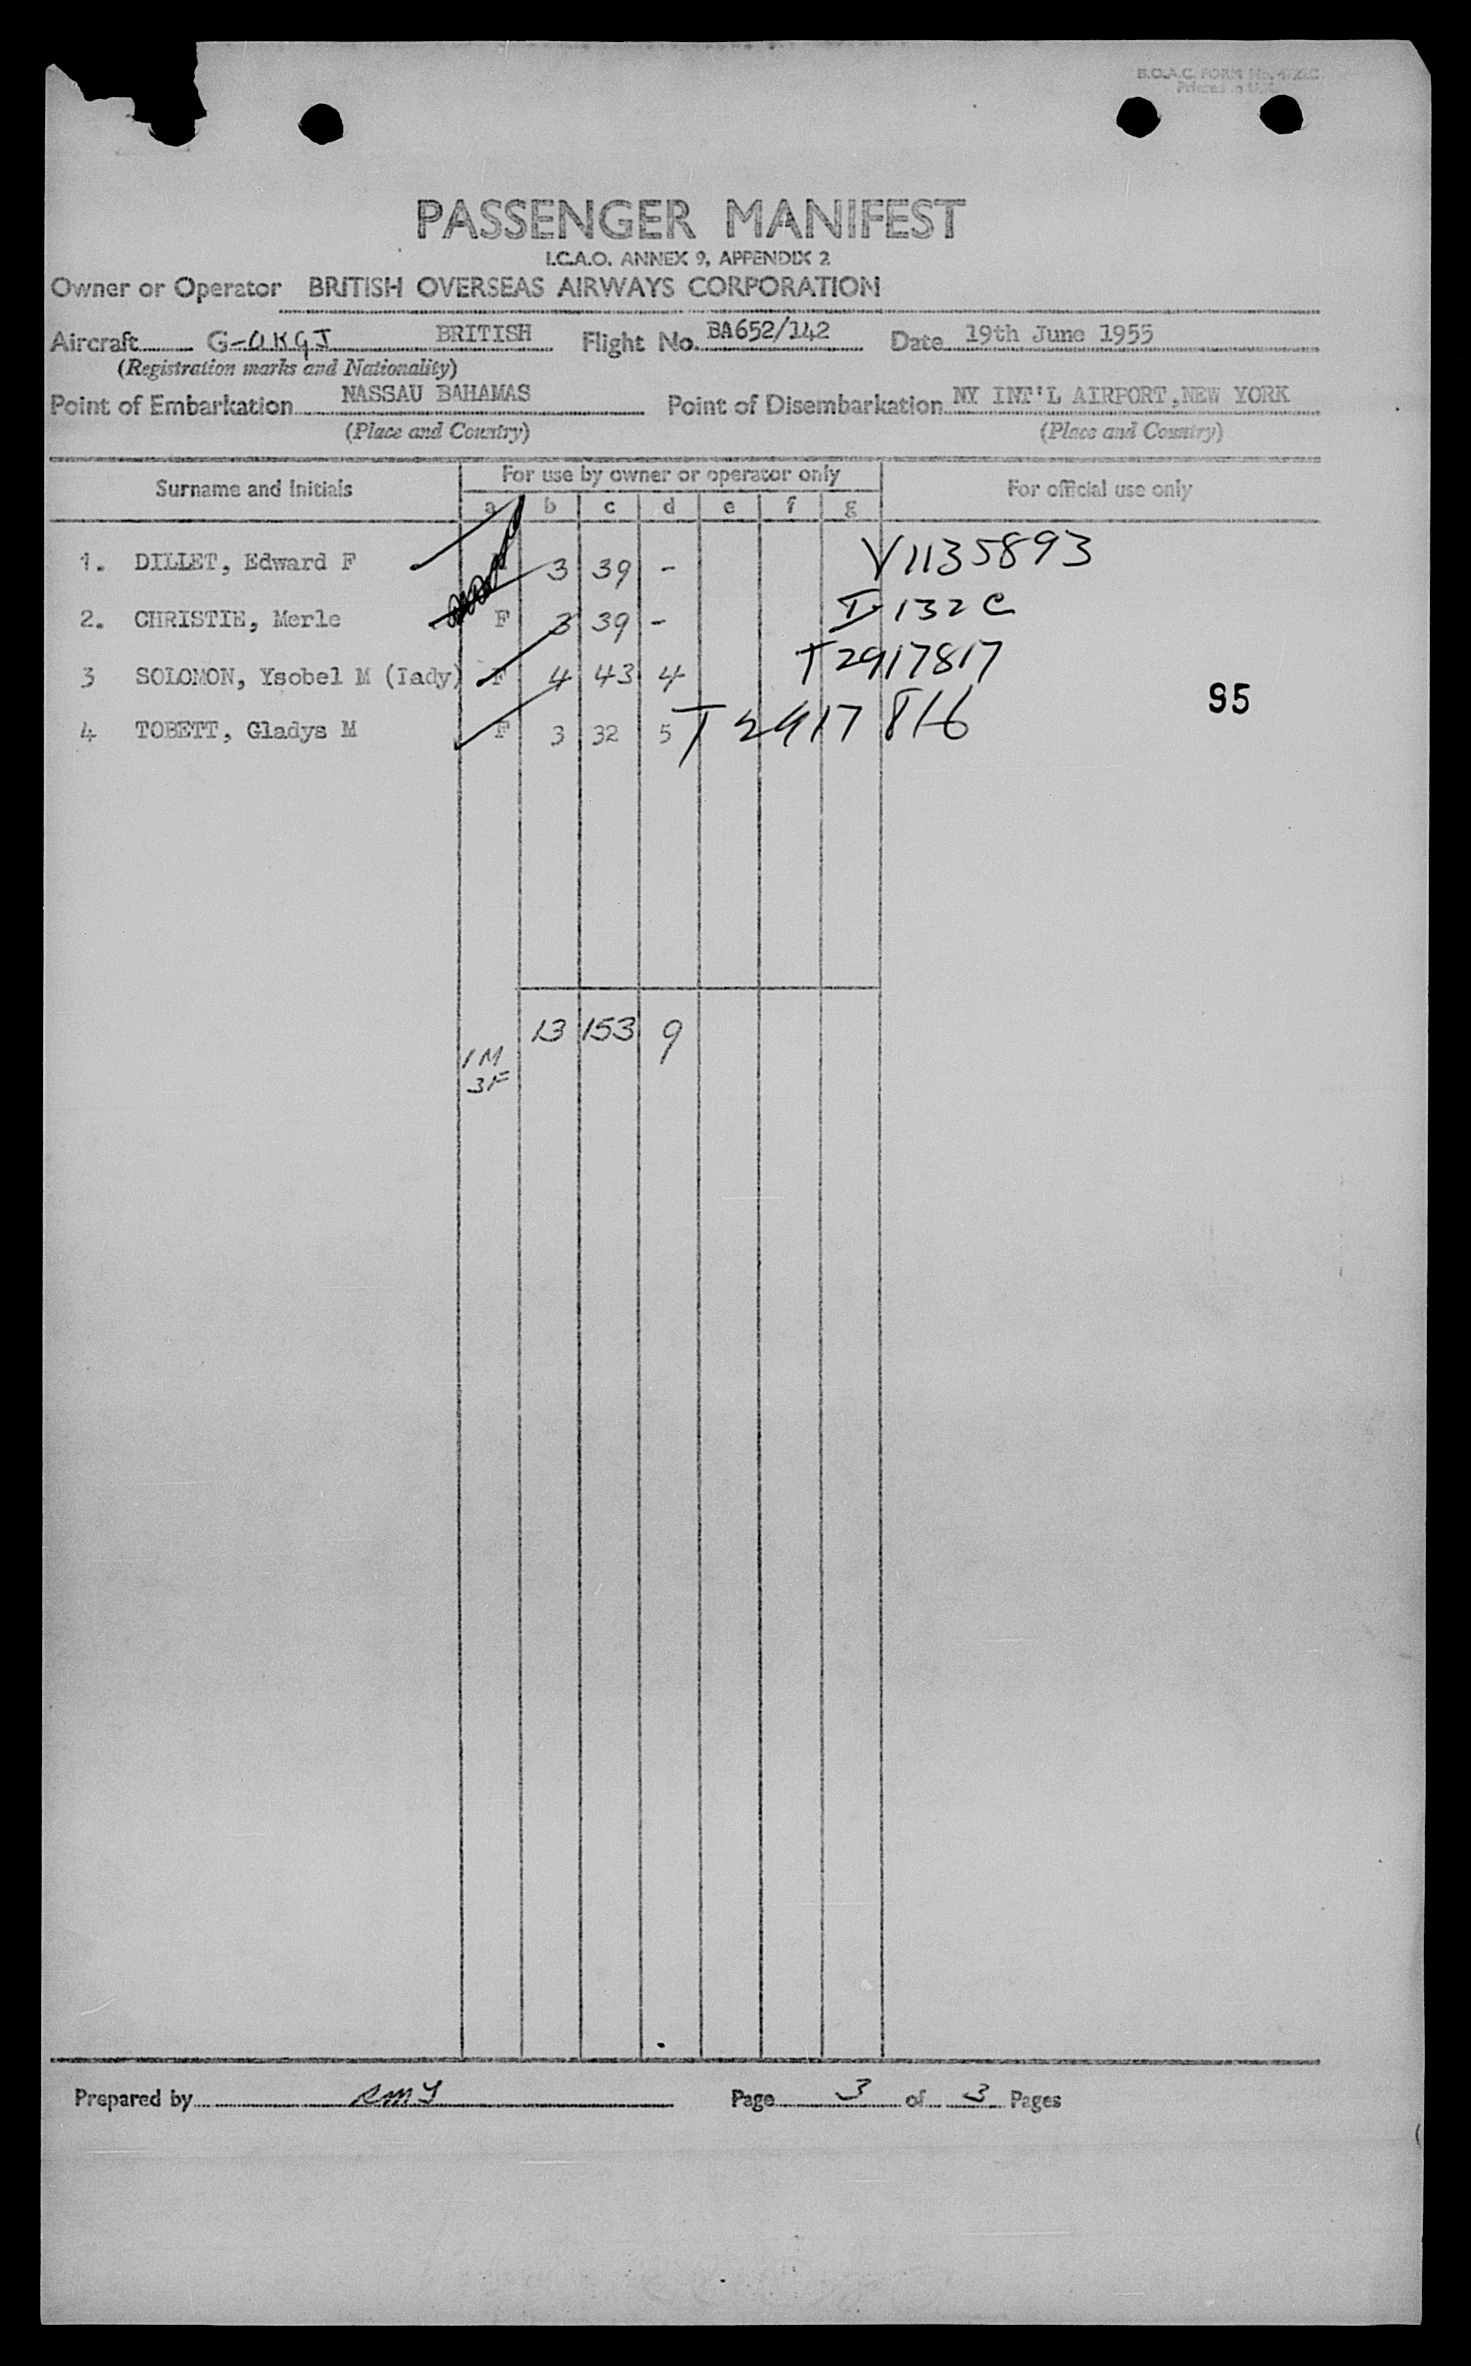 B.O.A.C. FORM No.
Printed in U.K.
PASSENGER MANIFEST
I.C.A.O. ANNEX 9, APPENDIX 2
Owner or Operator BRITISH OVERSEAS AIRWAYS CORPORATION
Aircraft G-AKGJ BRITISH Flight No. BA652/142 Date 19th June 1955
(Registration marks and Nationality)
Point of Embarkation NASSAU BAHAMAS Point of Disembarkation NY INT'L AIRPORT, NEW YORK
(Place and Country) (Place and Country)
Surname and Initials For use by owner or operator only For official use only
a b c d e f g
1. DILLET, Edward F 3 39 - V1135893
2. CHRISTIE, Merle F 3 39 - 132C
3 SOLOMON, Ysobel M (Lady) F 4 43 4 T2917817
95
4 TOBETT, Gladys M F 3 32 5 T2917816
13 153 9
1M
3F
Prepared by Page 3 of 3 Pages